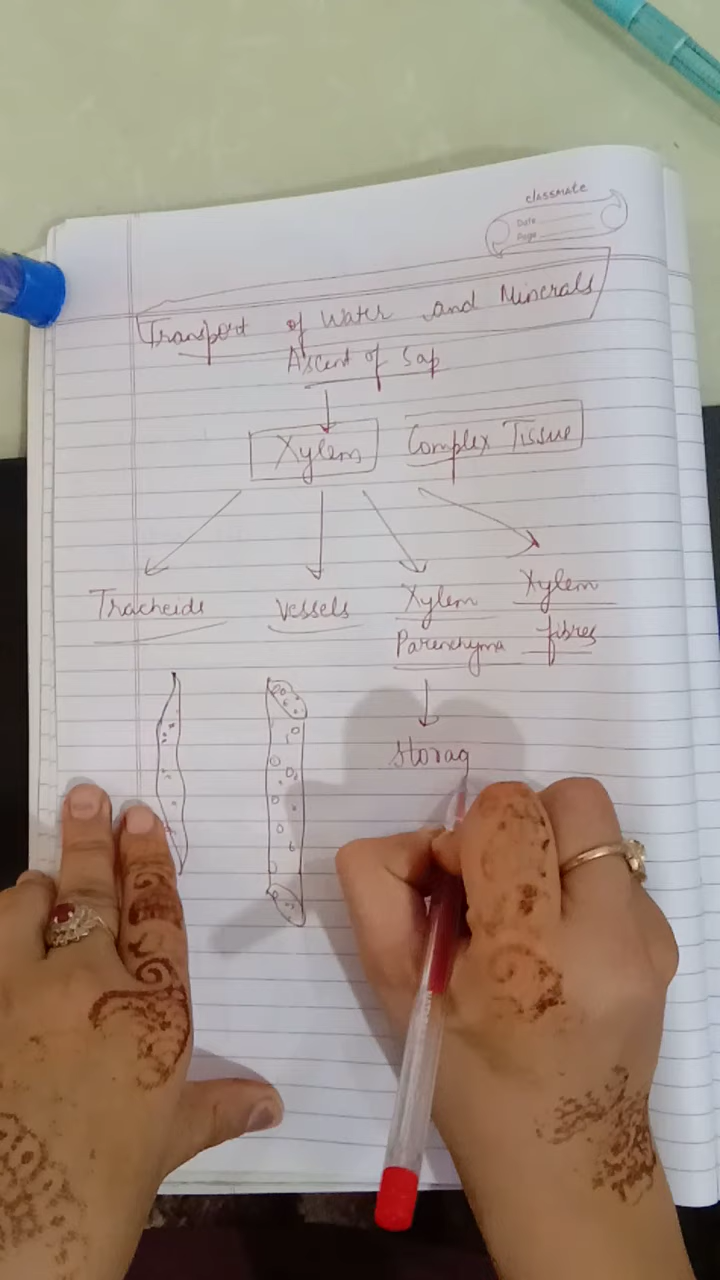 classmate
Date
Page
Transport of Water and Minerals
Ascent of Sap
Xylem Complex Tissue
Tracheids Vessels Xylem Parenchyma Xylem fibres
Storag